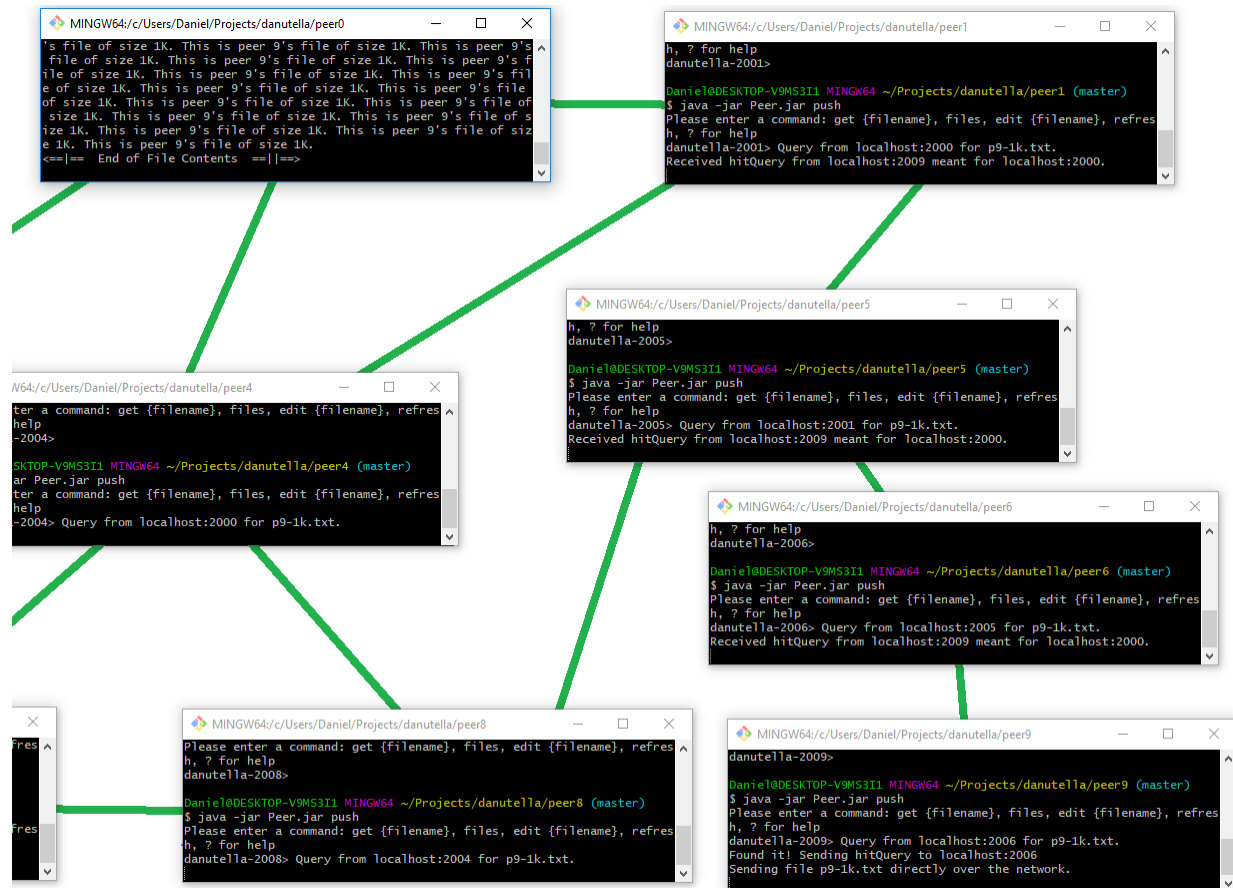 MINGW64:/c/Users/Daniel/Projects/danutella/peer0
's file of size 1K. This is peer 9's file of size 1K. This is peer 9's
file of size 1K. This is peer 9's file of size 1K. This is peer 9's f
ile of size 1K. This is peer 9's file of size 1K. This is peer 9's fil
e of size 1K. This is peer 9's file of size 1K. This is peer 9's file
of size 1K. This is peer 9's file of size 1K. This is peer 9's file of
size 1K. This is peer 9's file of size 1K. This is peer 9's file of s
ize 1K. This is peer 9's file of size 1K. This is peer 9's file of siz
e 1K. This is peer 9's file of size 1K.
<==|== End of File Contents ==||==>
MINGW64:/c/Users/Daniel/Projects/danutella/peer1
h, ? for help
danutella-2001>
Daniel@DESKTOP-V9MS3I1 MINGW64 ~/Projects/danutella/peer1 (master)
$ java -jar Peer.jar push
Please enter a command: get {filename}, files, edit {filename}, refres
h, ? for help
danutella-2001> Query from localhost:2000 for p9-1k.txt.
Received hitQuery from localhost:2009 meant for localhost:2000.
MINGW64:/c/Users/Daniel/Projects/danutella/peer5
h, ? for help
danutella-2005>
Daniel@DESKTOP-V9MS3I1 MINGW64 ~/Projects/danutella/peer5 (master)
$ java -jar Peer.jar push
Please enter a command: get {filename}, files, edit {filename}, refres
h, ? for help
danutella-2005> Query from localhost:2001 for p9-1k.txt.
Received hitQuery from localhost:2009 meant for localhost:2000.
W64:/c/Users/Daniel/Projects/danutella/peer4
ter a command: get {filename}, files, edit {filename}, refres
help
-2004>
SKTOP-V9MS3I1 MINGW64 ~/Projects/danutella/peer4 (master)
ar Peer.jar push
ter a command: get {filename}, files, edit {filename}, refres
help
-2004> Query from localhost:2000 for p9-1k.txt.
MINGW64:/c/Users/Daniel/Projects/danutella/peer6
h, ? for help
danutella-2006>
Daniel@DESKTOP-V9MS3I1 MINGW64 ~/Projects/danutella/peer6 (master)
$ java -jar Peer.jar push
Please enter a command: get {filename}, files, edit {filename}, refres
h, ? for help
danutella-2006> Query from localhost:2005 for p9-1k.txt.
Received hitQuery from localhost:2009 meant for localhost:2000.
fres
fres
MINGW64:/c/Users/Daniel/Projects/danutella/peer8
Please enter a command: get {filename}, files, edit {filename}, refres
h, ? for help
danutella-2008>
Daniel@DESKTOP-V9MS3I1 MINGW64 ~/Projects/danutella/peer8 (master)
$ java -jar Peer.jar push
Please enter a command: get {filename}, files, edit {filename}, refres
h, ? for help
danutella-2008> Query from localhost:2004 for p9-1k.txt.
MINGW64:/c/Users/Daniel/Projects/danutella/peer9
danutella-2009>
Daniel@DESKTOP-V9MS3I1 MINGW64 ~/Projects/danutella/peer9 (master)
$ java -jar Peer.jar push
Please enter a command: get {filename}, files, edit {filename}, refres
h, ? for help
danutella-2009> Query from localhost:2006 for p9-1k.txt.
Found it! Sending hitQuery to localhost:2006
Sending file p9-1k.txt directly over the network.